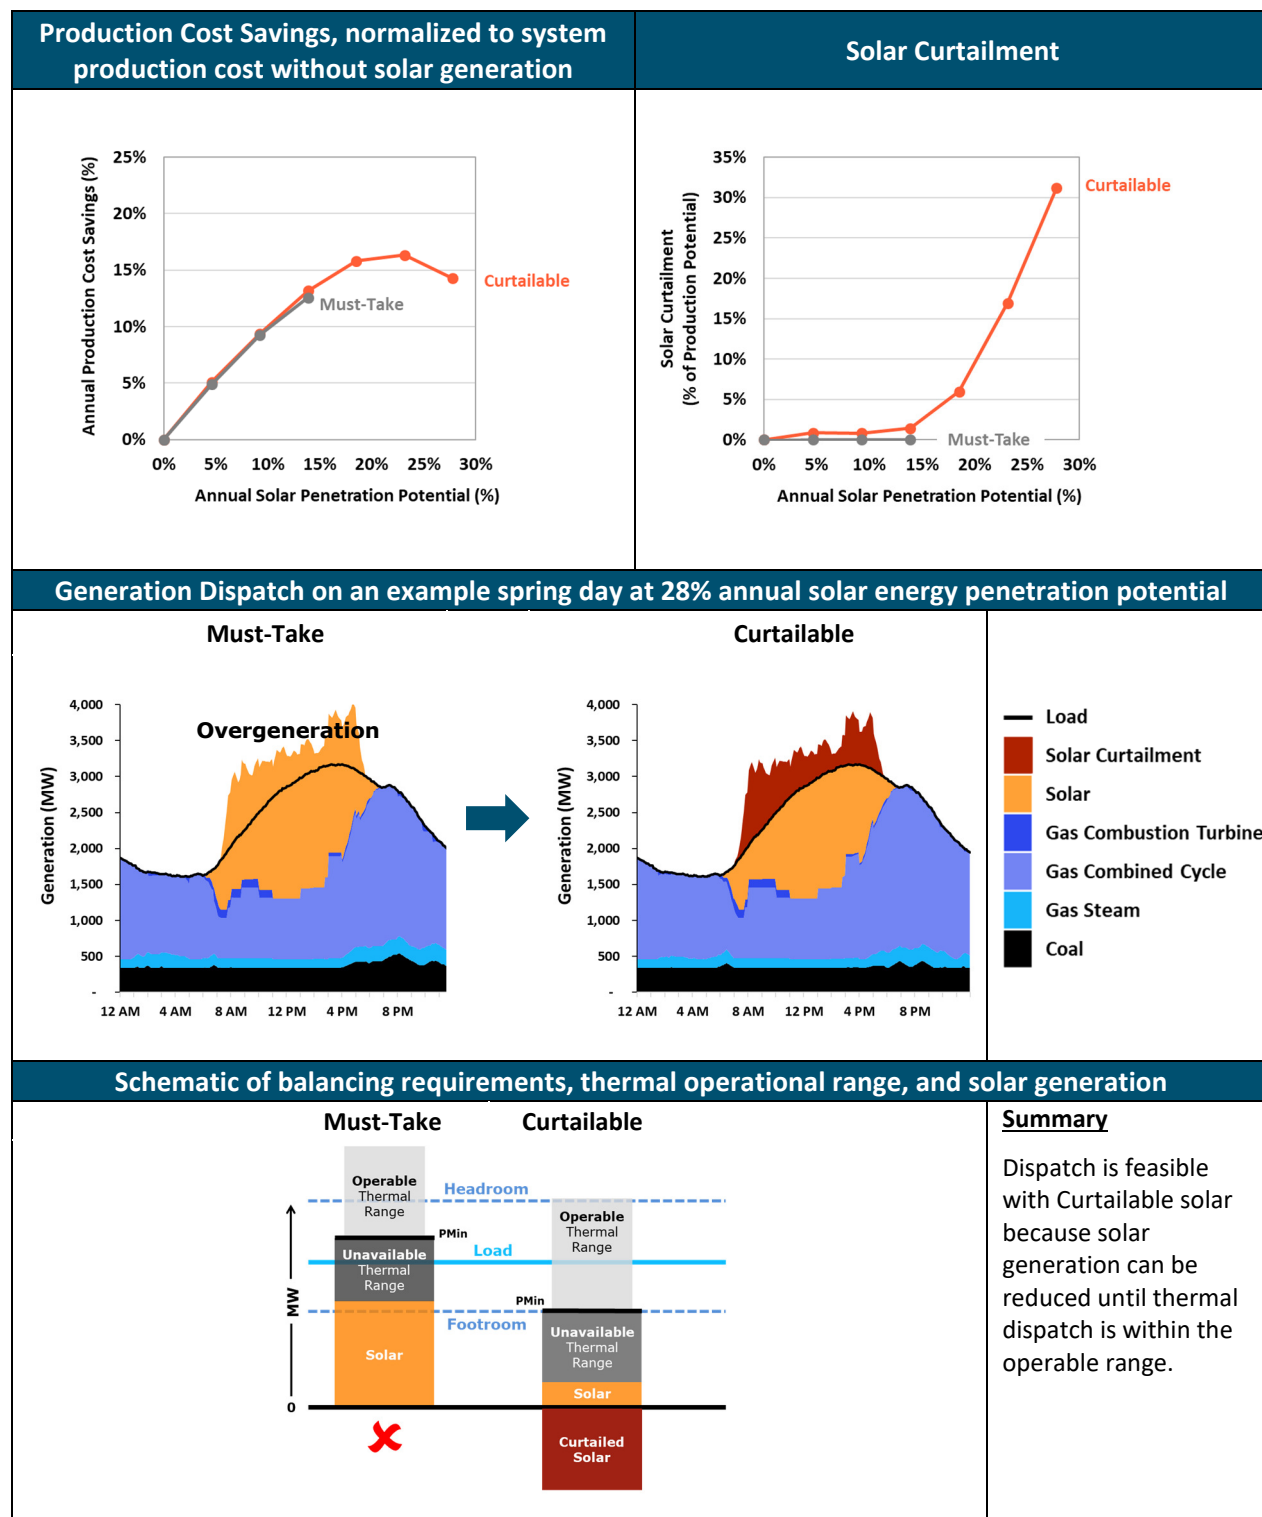 Production Cost Savings, normalized to system
production cost without solar generation
Solar Curtailment
Annual Production Cost Savings (%)
25%
20%
15%
10%
5%
0%
Curtailable
Must-Take
0% 5% 10% 15% 20% 25% 30%
Annual Solar Penetration Potential (%)
Solar Curtailment
(% of Production Potential)
35%
30%
25%
20%
15%
10%
5%
0%
Curtailable
Must-Take
0% 5% 10% 15% 20% 25% 30%
Annual Solar Penetration Potential (%)
Generation Dispatch on an example spring day at 28% annual solar energy penetration potential
Must-Take
Generation (MW)
4,000
3,500
3,000
2,500
2,000
1,500
1,000
500
-
Overgeneration
12 AM 4 AM 8 AM 12 PM 4 PM 8 PM
Curtailable
Generation (MW)
4,000
3,500
3,000
2,500
2,000
1,500
1,000
500
-
12 AM 4 AM 8 AM 12 PM 4 PM 8 PM
Load
Solar Curtailment
Solar
Gas Combustion Turbine
Gas Combined Cycle
Gas Steam
Coal
Schematic of balancing requirements, thermal operational range, and solar generation
Must-Take
Curtailable
MW
0
Operable
Thermal
Range
PMin
Unavailable
Thermal
Range
Solar
Headroom
Load
Footroom
Operable
Thermal
Range
PMin
Unavailable
Thermal
Range
Solar
Curtailed
Solar
Summary
Dispatch is feasible
with Curtailable solar
because solar
generation can be
reduced until thermal
dispatch is within the
operable range.